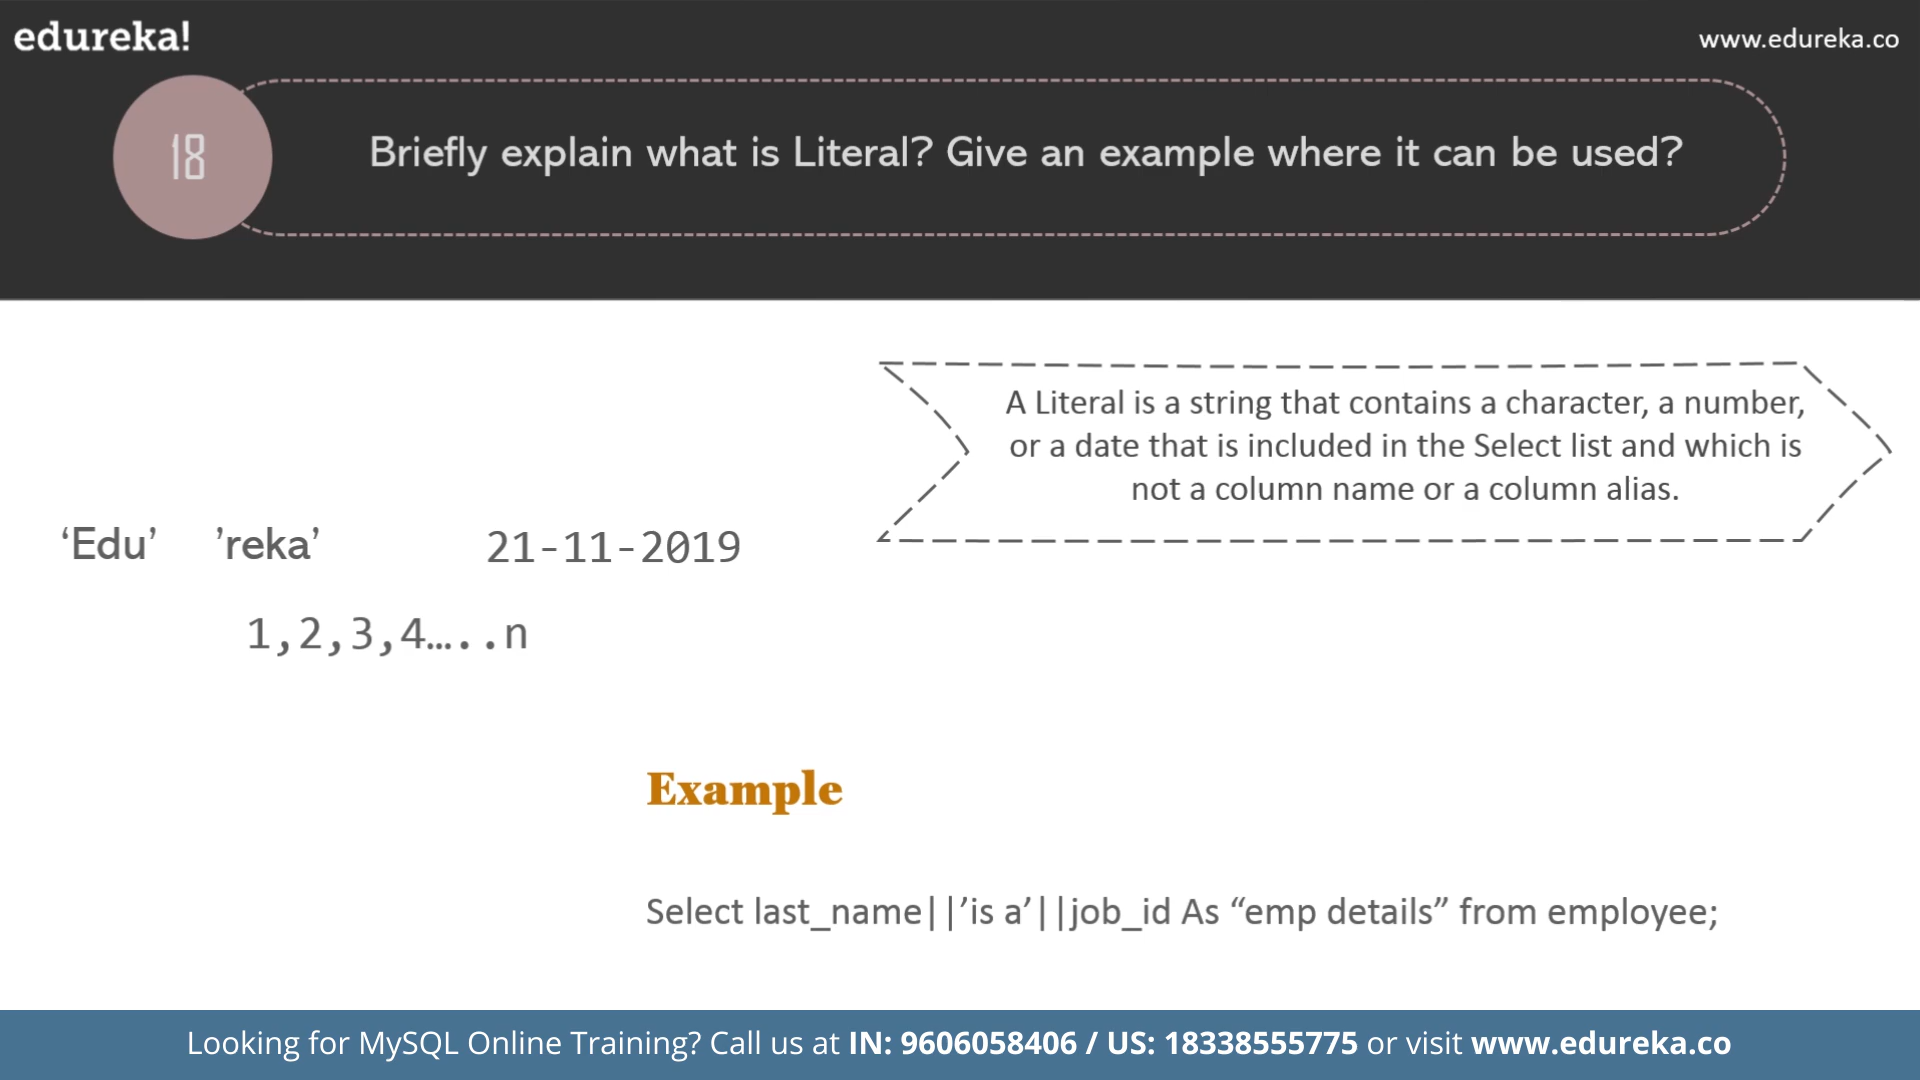 edureka!
www.edureka.co
18
Briefly explain what is Literal? Give an example where it can be used?
A Literal is a string that contains a character, a number,
or a date that is included in the Select list and which is
not a column name or a column alias.
‘Edu’ ’reka’ 21-11-2019
1,2,3,4…..n
Example
Select last_name||’is a’||job_id As “emp details” from employee;
Looking for MySQL Online Training? Call us at IN: 9606058406 / US: 18338555775 or visit www.edureka.co